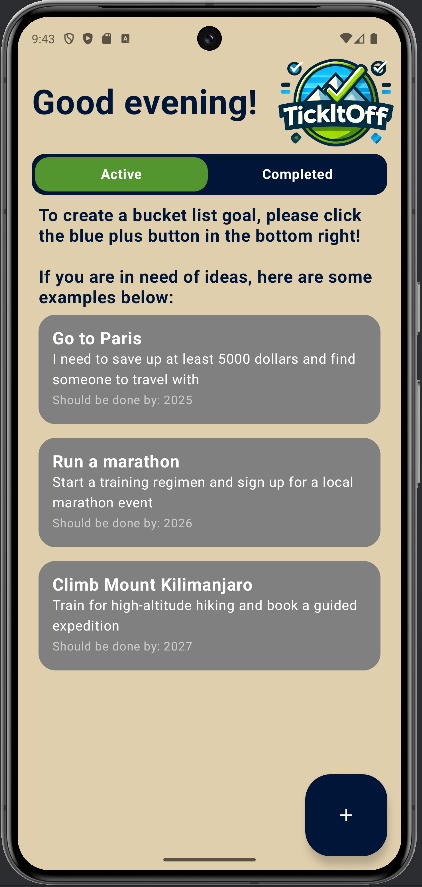 9:43
Good evening!
TickItOff
Active
Completed
To create a bucket list goal, please click
the blue plus button in the bottom right!
If you are in need of ideas, here are some
examples below:
Go to Paris
I need to save up at least 5000 dollars and find
someone to travel with
Should be done by: 2025
Run a marathon
Start a training regimen and sign up for a local
marathon event
Should be done by: 2026
Climb Mount Kilimanjaro
Train for high-altitude hiking and book a guided
expedition
Should be done by: 2027
+